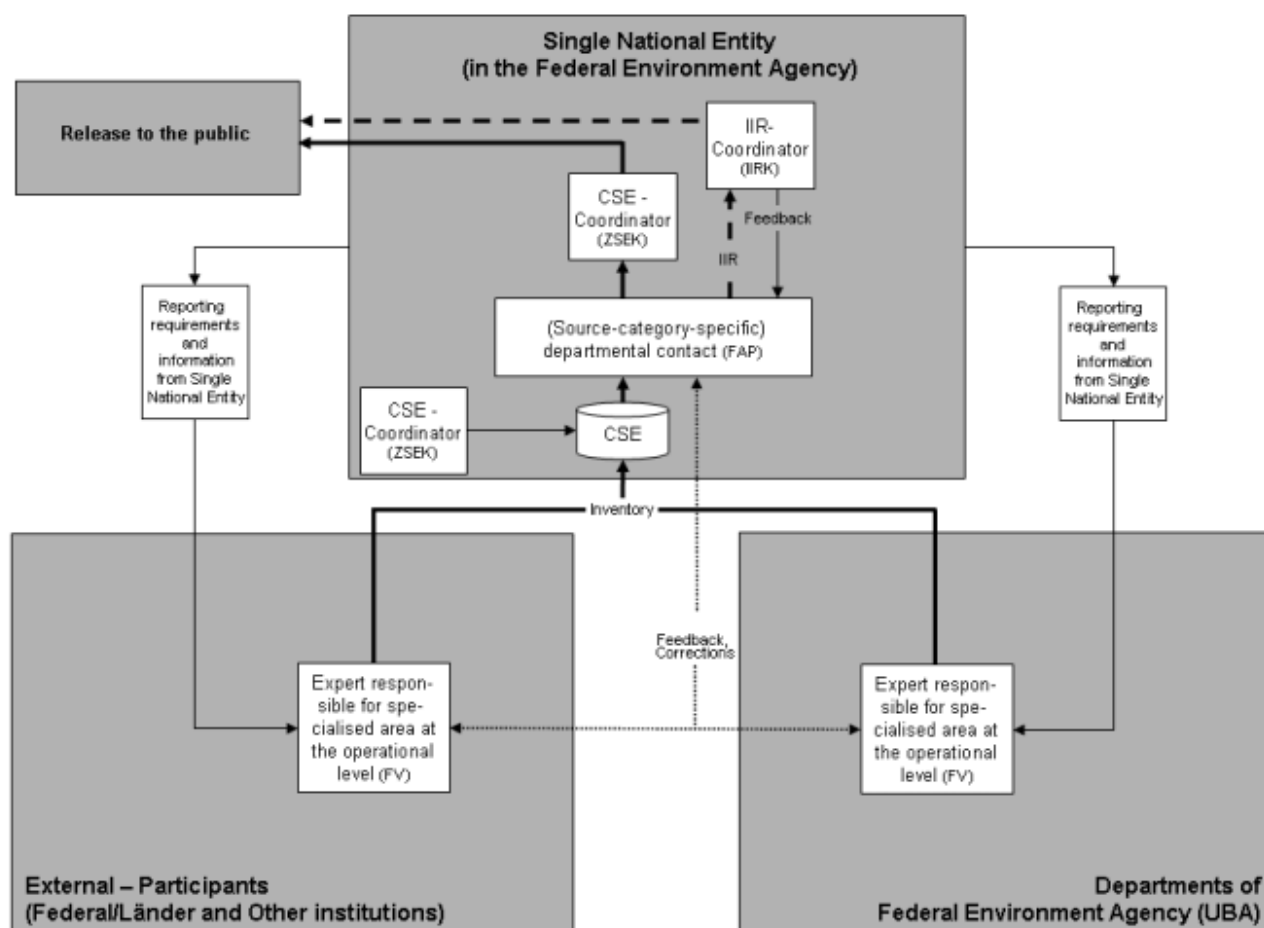 Single National Entity
(in the Federal Environment Agency)
Release to the public
IIR-
Coordinator
(IIRK)
CSE -
Coordinator
(ZSEK)
Feedback
IIR
Reporting
requirements
and
information
from Single
National Entity
Reporting
requirements
and
information
from Single
National Entity
(Source-category-specific)
departmental contact (FAP)
CSE -
Coordinator
(ZSEK)
CSE
Inventory
Feedback,
Corrections
Expert respon-
sible for spe-
cialised area at
the operational
level (FV)
Expert respon-
sible for spe-
cialised area at
the operational
level (FV)
External – Participants
(Federal/Länder and Other institutions)
Departments of
Federal Environment Agency (UBA)